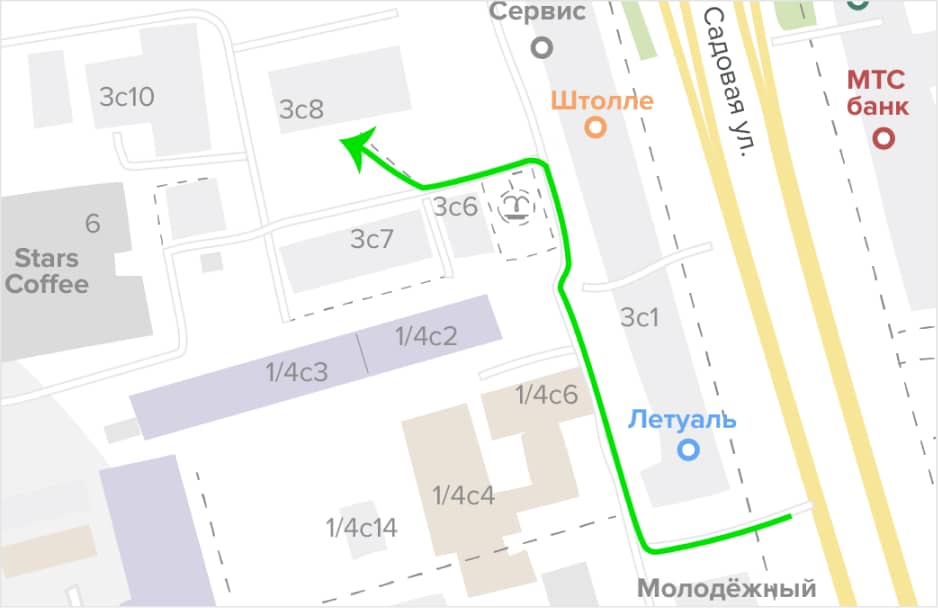 Сервис
Садовая ул.
МТС
банк
3с10
3с8
Штолле
6
3с6
Stars
Coffee
3с7
3с1
1/4с2
1/4с3
1/4с6
Летуаль
1/4с4
1/4с14
Молодёжный